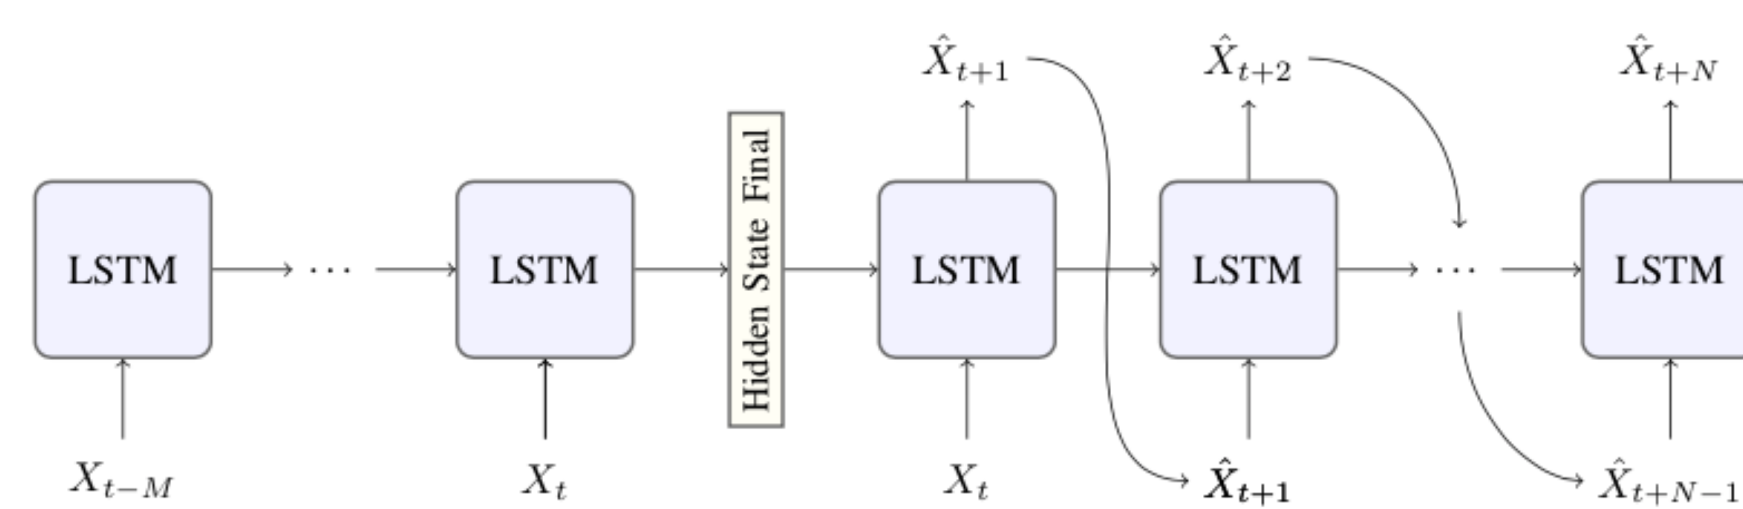 X̂_{t+1} X̂_{t+2} X̂_{t+N}
LSTM ... LSTM Hidden State Final LSTM LSTM ... LSTM
X_{t−M} X_t X_t X̂_{t+1} X̂_{t+N−1}